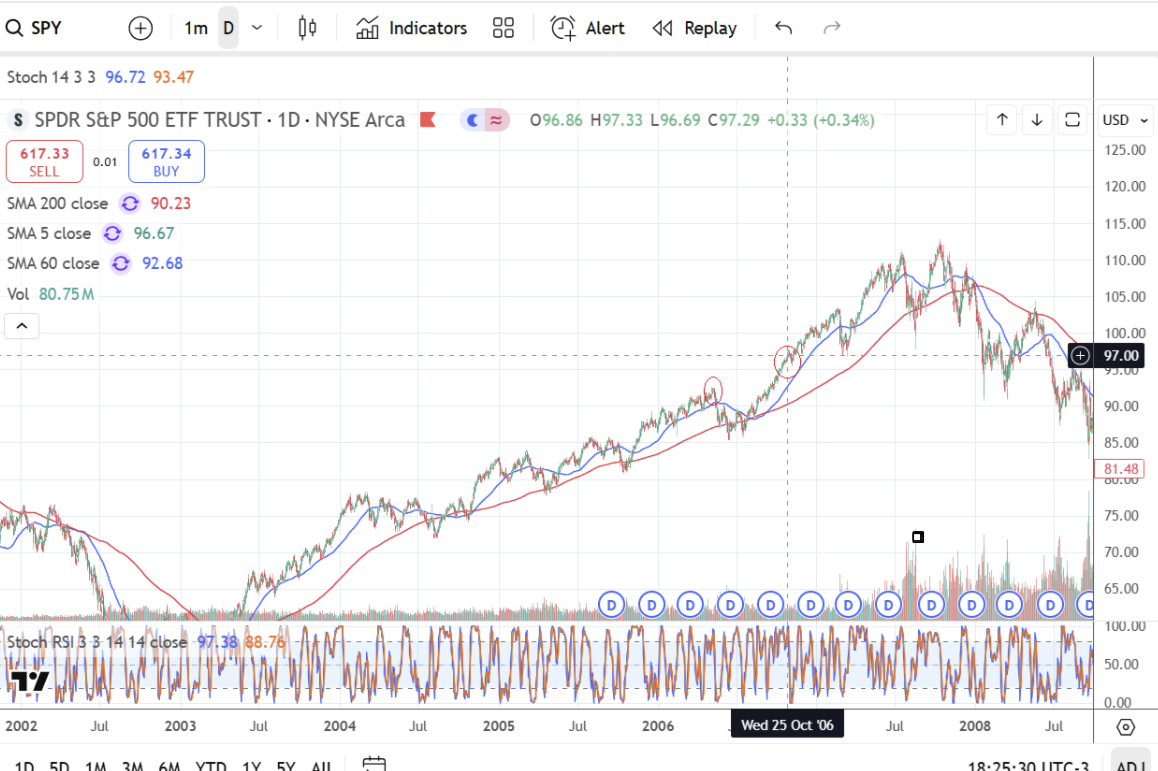 SPY 1m D Indicators Alert Replay
Stoch 14 3 3 96.72 93.47
S SPDR S&P 500 ETF TRUST · 1D · NYSE Arca O96.86 H97.33 L96.69 C97.29 +0.33 (+0.34%) USD
617.33 SELL 0.01 617.34 BUY
SMA 200 close 90.23
SMA 5 close 96.67
SMA 60 close 92.68
Vol 80.75M
125.00
120.00
115.00
110.00
105.00
100.00
97.00
95.00
90.00
85.00
81.48
80.00
75.00
70.00
65.00
D D D D D D D D D D D D D
Stoch RSI 3 3 14 14 close 97.38 88.76
100.00
50.00
0.00
2002 Jul 2003 Jul 2004 Jul 2005 Jul 2006 Wed 25 Oct '06 Jul 2008 Jul
1D 5D 1M 3M 6M YTD 1Y 5Y All 18:25:30 UTC-3 ADJ